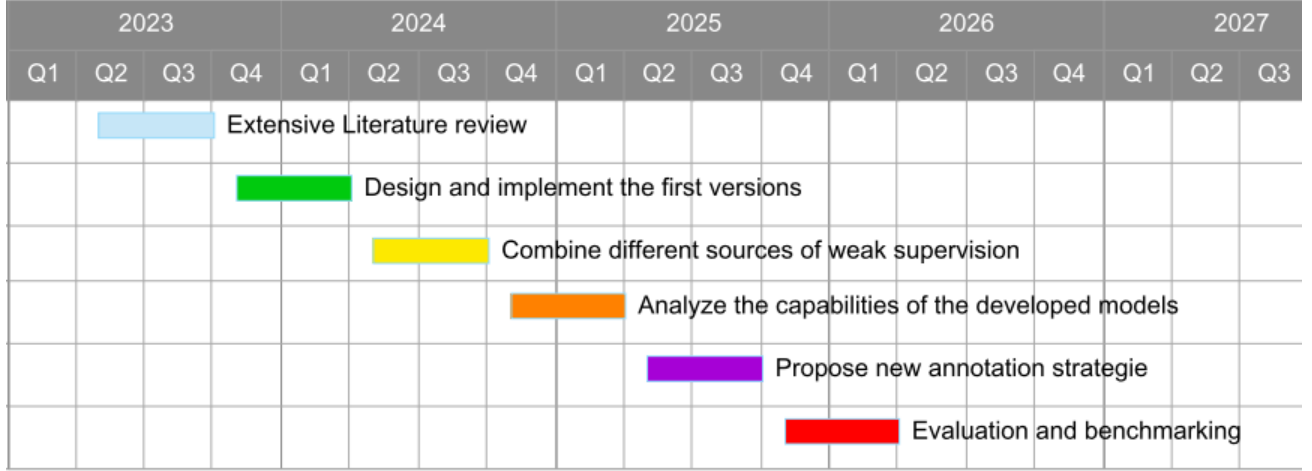 2023 2024 2025 2026 2027
Q1 Q2 Q3 Q4 Q1 Q2 Q3 Q4 Q1 Q2 Q3 Q4 Q1 Q2 Q3 Q4 Q1 Q2 Q3
Extensive Literature review
Design and implement the first versions
Combine different sources of weak supervision
Analyze the capabilities of the developed models
Propose new annotation strategie
Evaluation and benchmarking